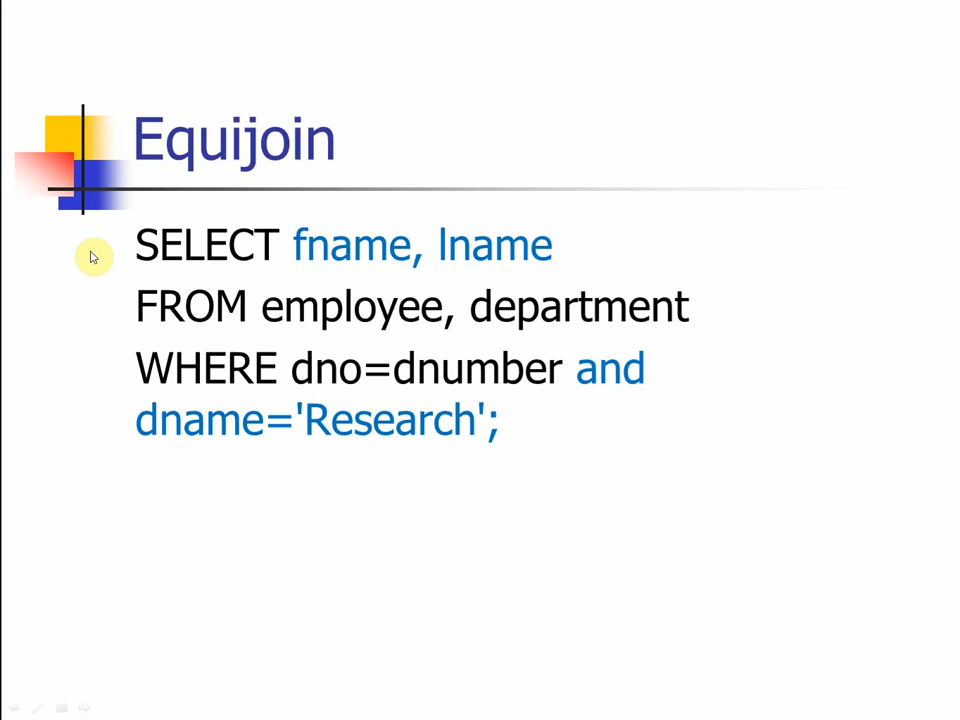 Equijoin
SELECT fname, lname
FROM employee, department
WHERE dno=dnumber and
dname='Research';